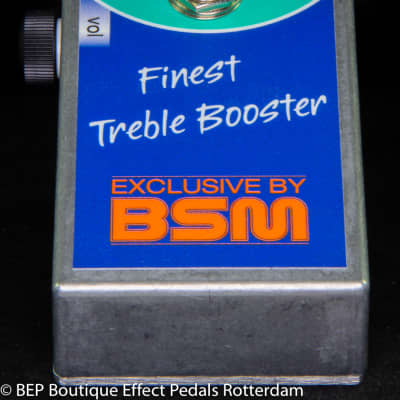 vol
Finest
Treble Booster
EXCLUSIVE BY
BSM
© BEP Boutique Effect Pedals Rotterdam